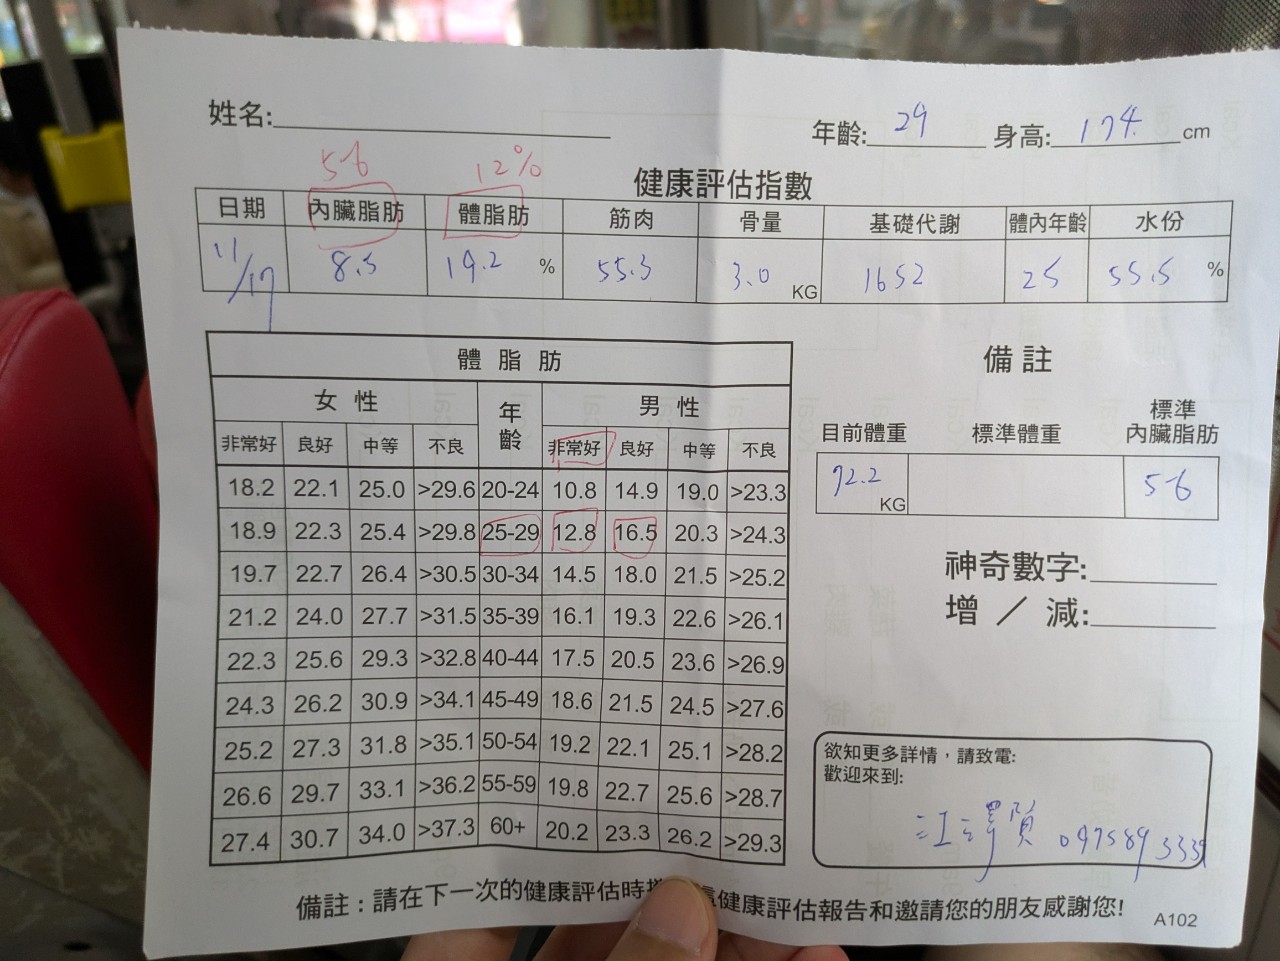 姓名:
年齡: 29 身高: 174. cm
5-6 12%
健康評估指數
日期 內臟脂肪 體脂肪 筋肉 骨量 基礎代謝 體內年齡 水份
11/17 8.5 19.2 % 55.3 3.0 KG 1652 25 55.5 %
體脂肪
女性 年齡 男性
非常好 良好 中等 不良 非常好 良好 中等 不良
18.2 22.1 25.0 >29.6 20-24 10.8 14.9 19.0 >23.3
18.9 22.3 25.4 >29.8 25-29 12.8 16.5 20.3 >24.3
19.7 22.7 26.4 >30.5 30-34 14.5 18.0 21.5 >25.2
21.2 24.0 27.7 >31.5 35-39 16.1 19.3 22.6 >26.1
22.3 25.6 29.3 >32.8 40-44 17.5 20.5 23.6 >26.9
24.3 26.2 30.9 >34.1 45-49 18.6 21.5 24.5 >27.6
25.2 27.3 31.8 >35.1 50-54 19.2 22.1 25.1 >28.2
26.6 29.7 33.1 >36.2 55-59 19.8 22.7 25.6 >28.7
27.4 30.7 34.0 >37.3 60+ 20.2 23.3 26.2 >29.3
備註
目前體重 標準體重 標準內臟脂肪
72.2 KG 5-6
神奇數字:
增 / 減:
欲知更多詳情，請致電:
歡迎來到:
江 0975893339
備註：請在下一次的健康評估時 健康評估報告和邀請您的朋友感謝您!
A102